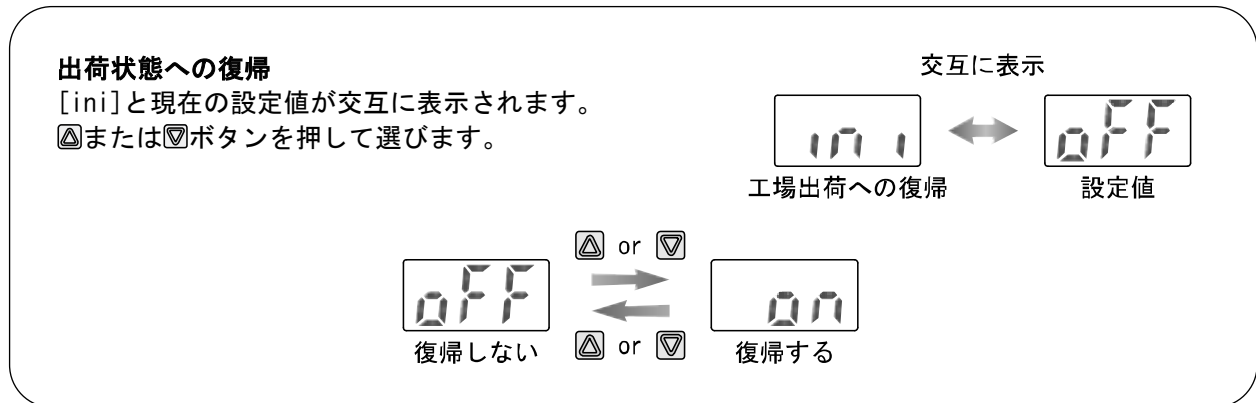 出荷状態への復帰
[ini]と現在の設定値が交互に表示されます。
△または▽ボタンを押して選びます。
交互に表示
ini
oFF
工場出荷への復帰
設定値
△ or ▽
oFF
on
復帰しない
△ or ▽
復帰する